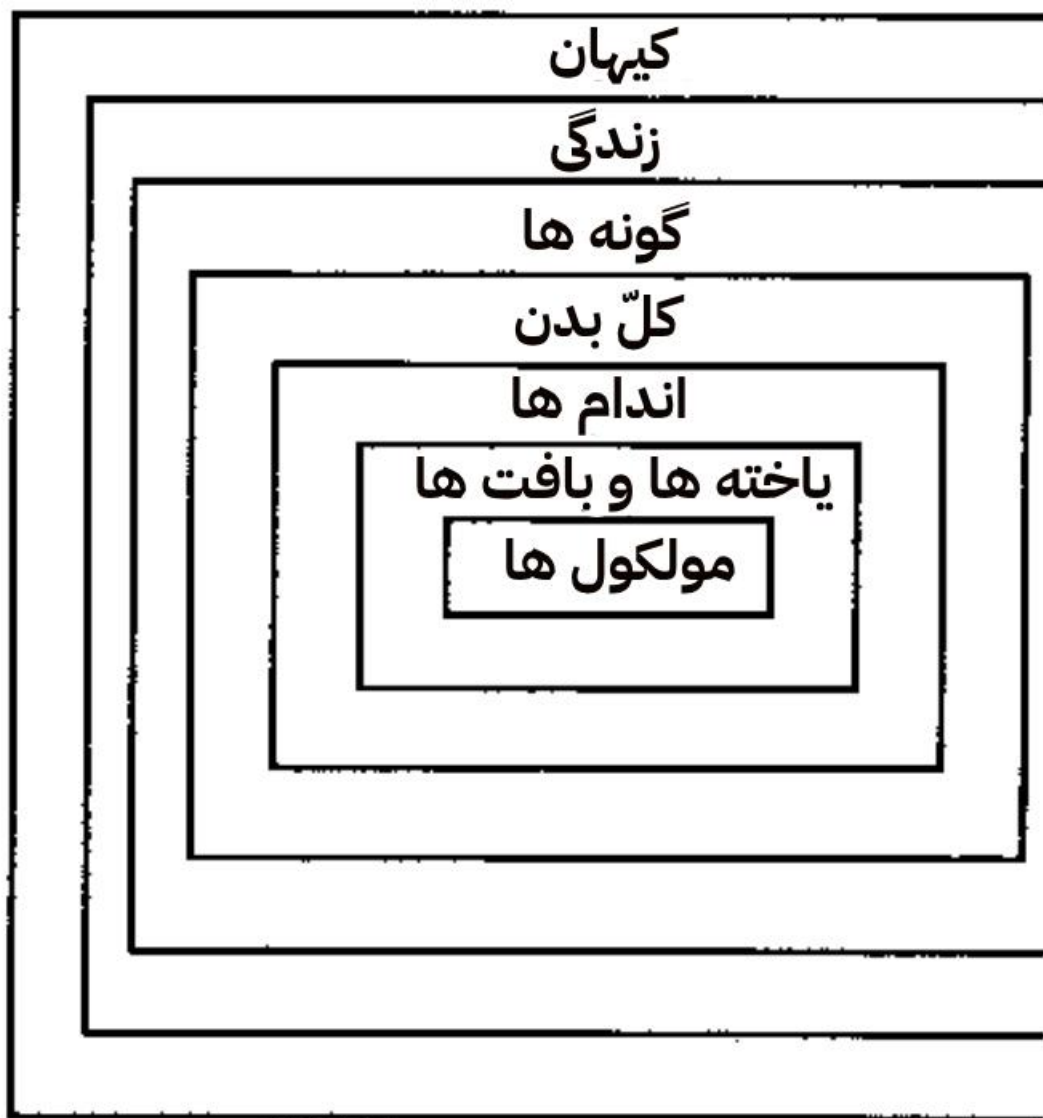 کیهان
زندگی
گونه ها
کلّ بدن
اندام ها
یاخته ها و بافت ها
مولکول ها